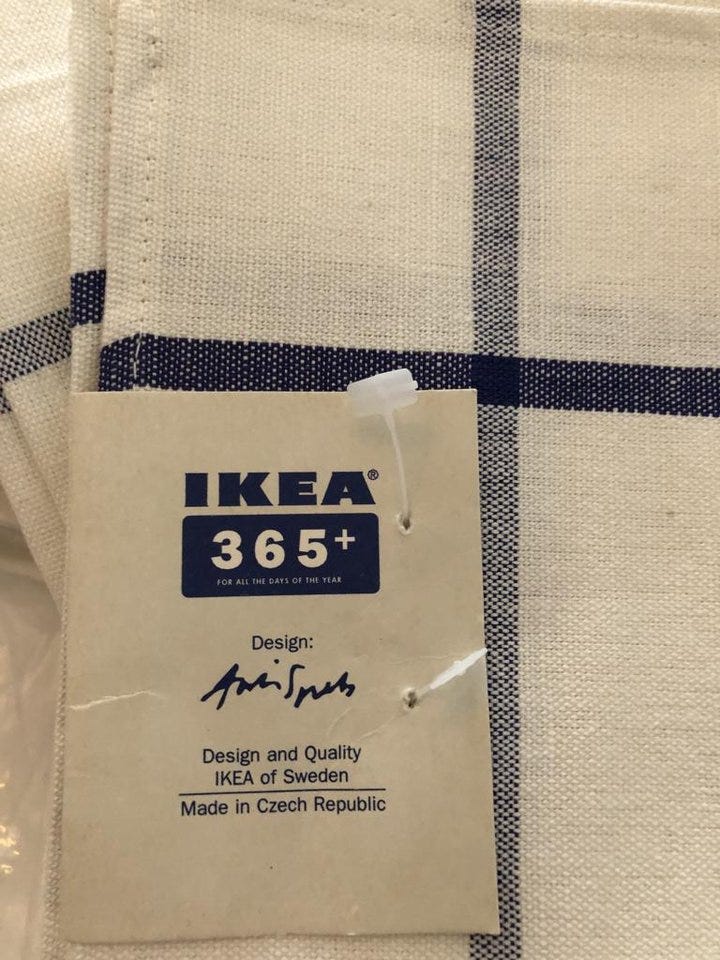 IKEA®
365+
FOR ALL THE DAYS OF THE YEAR
Design:
Design and Quality
IKEA of Sweden
Made in Czech Republic